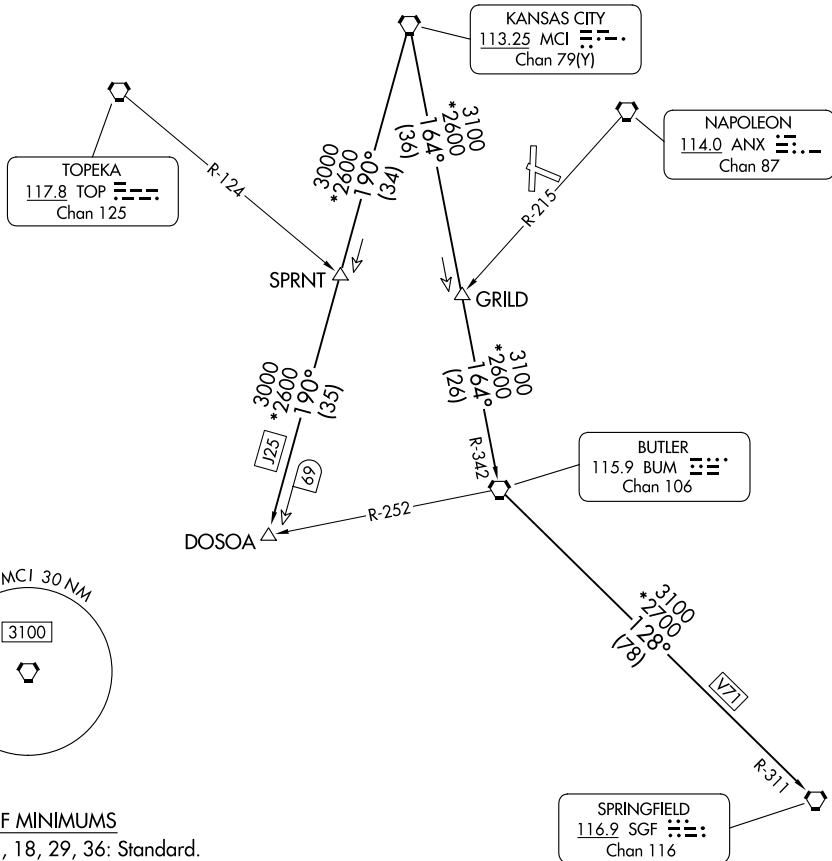 KANSAS CITY
113.25 MCI
Chan 79(Y)
TOPEKA
117.8 TOP
Chan 125
NAPOLEON
114.0 ANX
Chan 87
R-124
3000
*2600
190°
(34)
3100
*2600
164°
(36)
R-215
SPRNT
GRILD
3000
*2600
190°
(35)
3100
*2600
164°
(26)
J25
69
R-342
BUTLER
115.9 BUM
Chan 106
R-252
DOSOA
MCI 30 NM
3100
3100
*2700
128°
(78)
V71
R-311
SPRINGFIELD
116.9 SGF
Chan 116
F MINIMUMS
, 18, 29, 36: Standard.